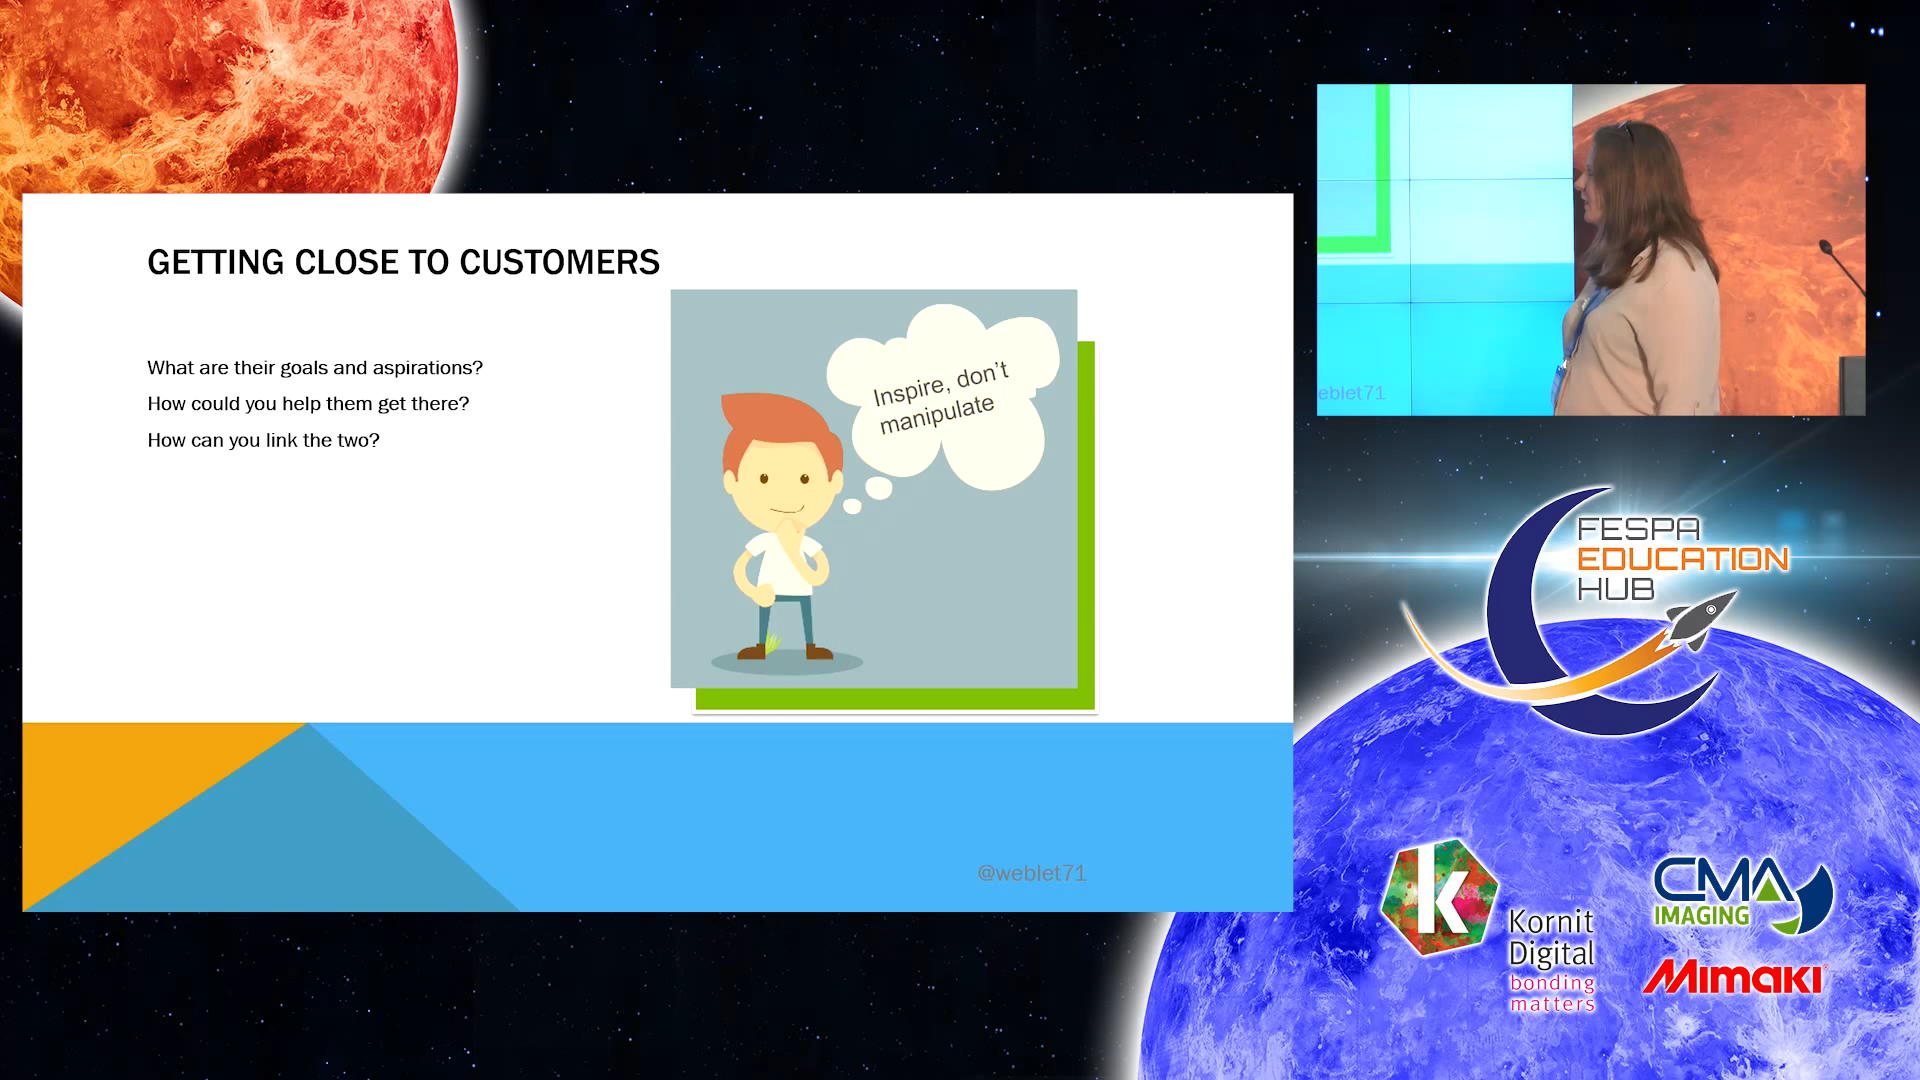 GETTING CLOSE TO CUSTOMERS
What are their goals and aspirations?
How could you help them get there?
How can you link the two?
Inspire, don't
manipulate
@weblet71
eblet71
FESPA
EDUCATION
HUB
k
Kornit
Digital
bonding
matters
CMA
IMAGING
Mimaki